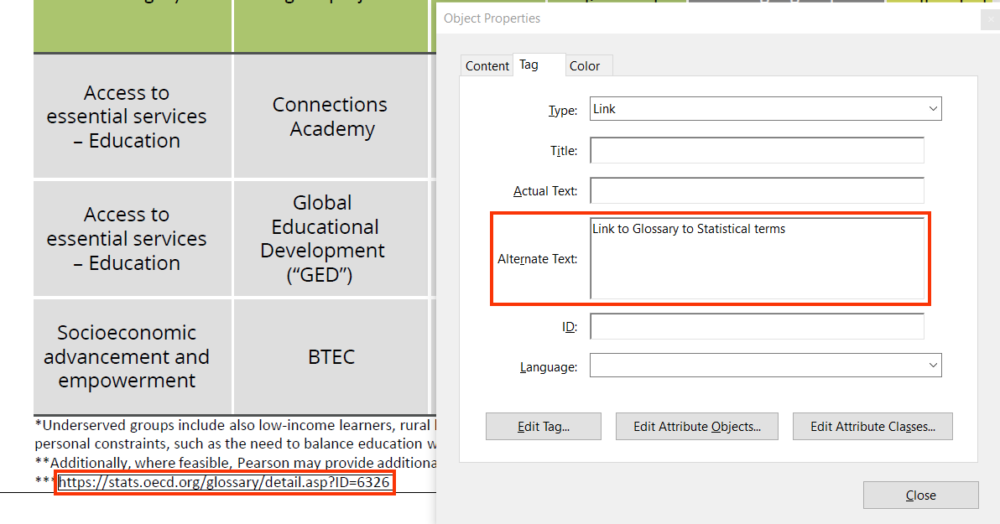 Access to
essential services
– Education
Connections
Academy
Access to
essential services
– Education
Global
Educational
Development
(“GED”)
Socioeconomic
advancement and
empowerment
BTEC
*Underserved groups include also low-income learners, rural
personal constraints, such as the need to balance education
**Additionally, where feasible, Pearson may provide
***https://stats.oecd.org/glossary/detail.asp?ID=6326
Object Properties
Content Tag Color
Type: Link
Title:
Actual Text:
Alternate Text: Link to Glossary to Statistical terms
ID:
Language:
Edit Tag... Edit Attribute Objects... Edit Attribute Classes...
Close